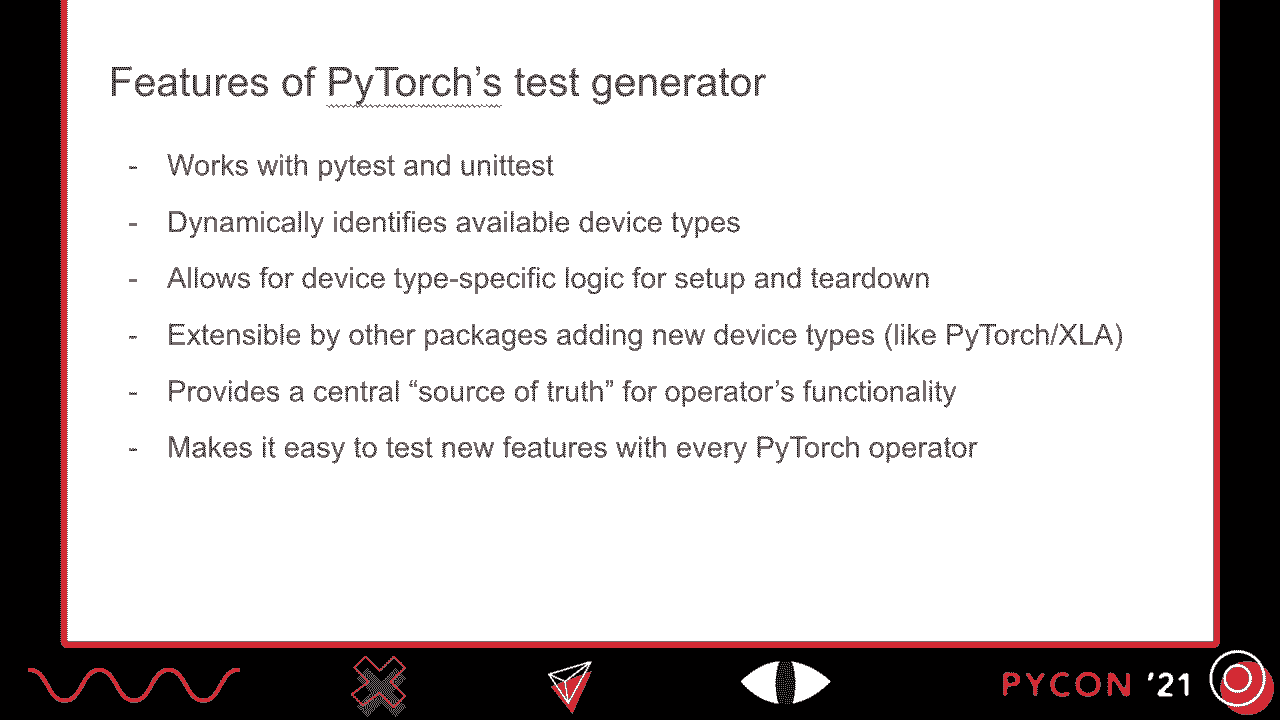 Features of PyTorch’s test generator
- Works with pytest and unittest
- Dynamically identifies available device types
- Allows for device type-specific logic for setup and teardown
- Extensible by other packages adding new device types (like PyTorch/XLA)
- Provides a central “source of truth” for operator’s functionality
- Makes it easy to test new features with every PyTorch operator
PYCON ’21